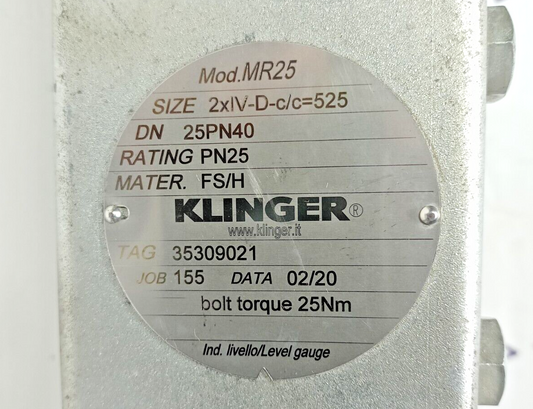 Mod.MR25
SIZE 2xIV-D-c/c=525
DN 25PN40
RATING PN25
MATER. FS/H
KLINGER®
www.klinger.it
TAG 35309021
JOB 155 DATA 02/20
bolt torque 25Nm
Ind. livello/Level gauge